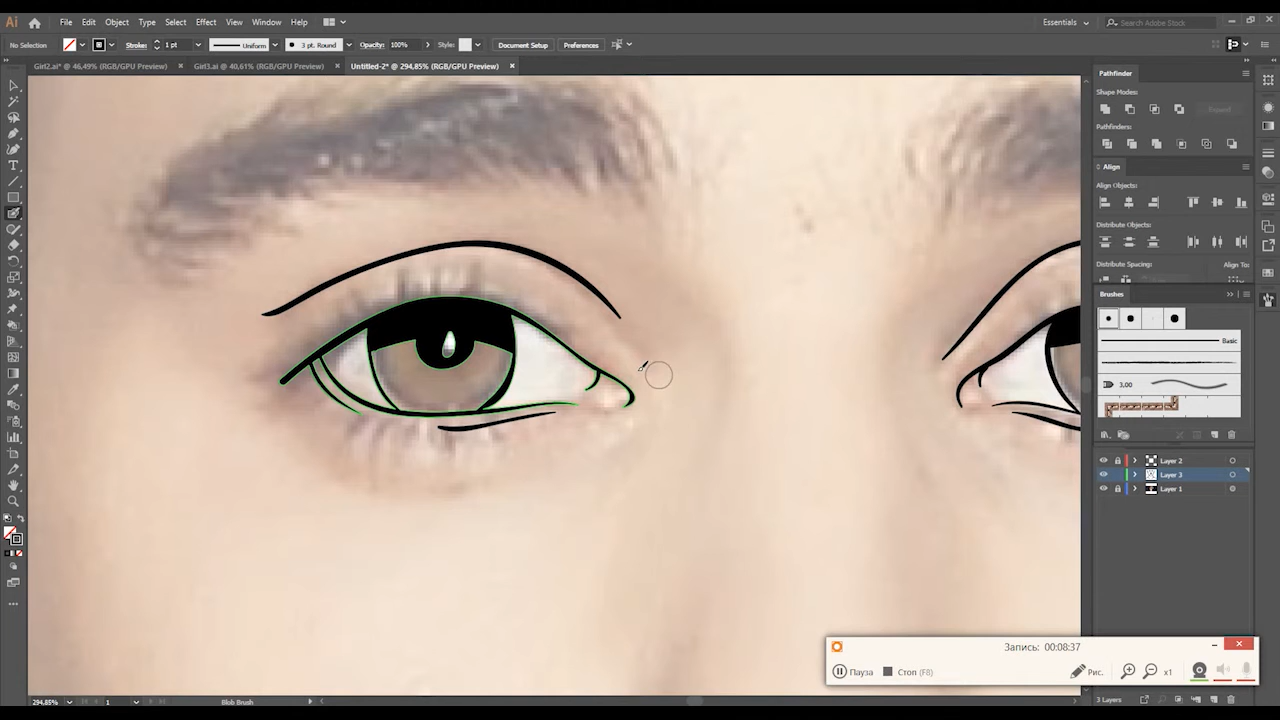 Ai File Edit Object Type Select Effect View Window Help Essentials Search Adobe Stock
No Selection Stroke: 1 pt Uniform 3 pt. Round Opacity: 100% Style: Document Setup Preferences
Girl2.ai* @ 46,49% (RGB/GPU Preview) × Girl3.ai @ 40,61% (RGB/GPU Preview) × Untitled-2* @ 294,85% (RGB/GPU Preview) ×
Pathfinder
Shape Modes:
Expand
Pathfinders:
Align
Align Objects:
Distribute Objects:
Distribute Spacing: Align To:
Brushes
Basic
3.00
Layer 2
Layer 3
Layer 1
Запись: 00:08:37
Пауза Стоп (F8) Рис. x1
294,85% 1 Blob Brush 3 Layers